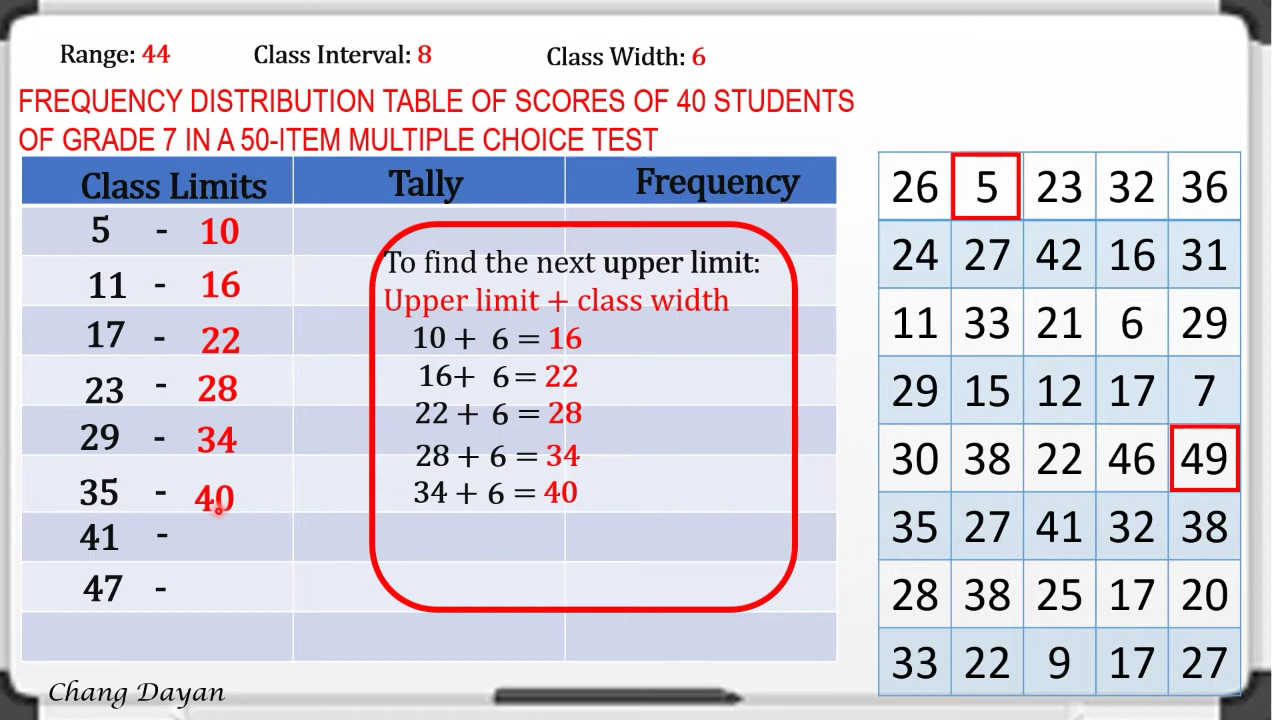 Range: 44 Class Interval: 8 Class Width: 6
FREQUENCY DISTRIBUTION TABLE OF SCORES OF 40 STUDENTS
OF GRADE 7 IN A 50-ITEM MULTIPLE CHOICE TEST
Class Limits Tally Frequency
5 - 10
11 - 16
17 - 22
23 - 28
29 - 34
35 - 40
41 -
47 -
To find the next upper limit:
Upper limit + class width
10 + 6 = 16
16+ 6 = 22
22 + 6 = 28
28 + 6 = 34
34 + 6 = 40
26 5 23 32 36
24 27 42 16 31
11 33 21 6 29
29 15 12 17 7
30 38 22 46 49
35 27 41 32 38
28 38 25 17 20
33 22 9 17 27
Chang Dayan